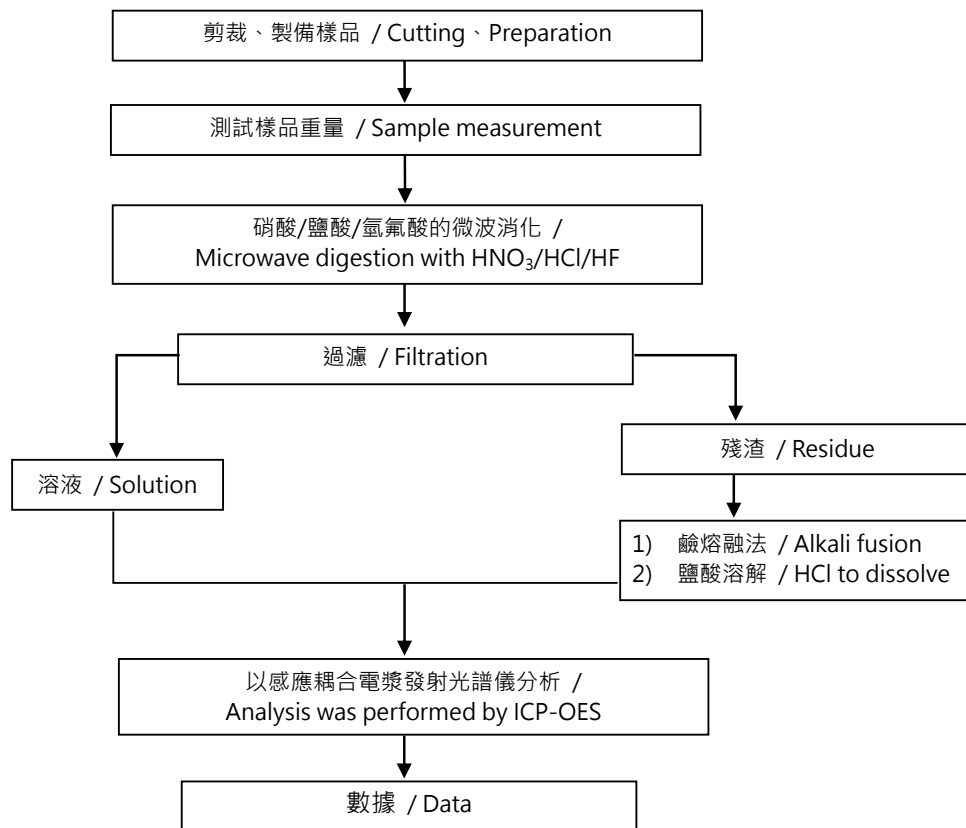 剪裁、製備樣品 / Cutting、Preparation
測試樣品重量 / Sample measurement
硝酸/鹽酸/氫氟酸的微波消化 /
Microwave digestion with HNO₃/HCl/HF
過濾 / Filtration
溶液 / Solution
殘渣 / Residue
1) 鹼熔融法 / Alkali fusion
2) 鹽酸溶解 / HCl to dissolve
以感應耦合電漿發射光譜儀分析 /
Analysis was performed by ICP-OES
數據 / Data